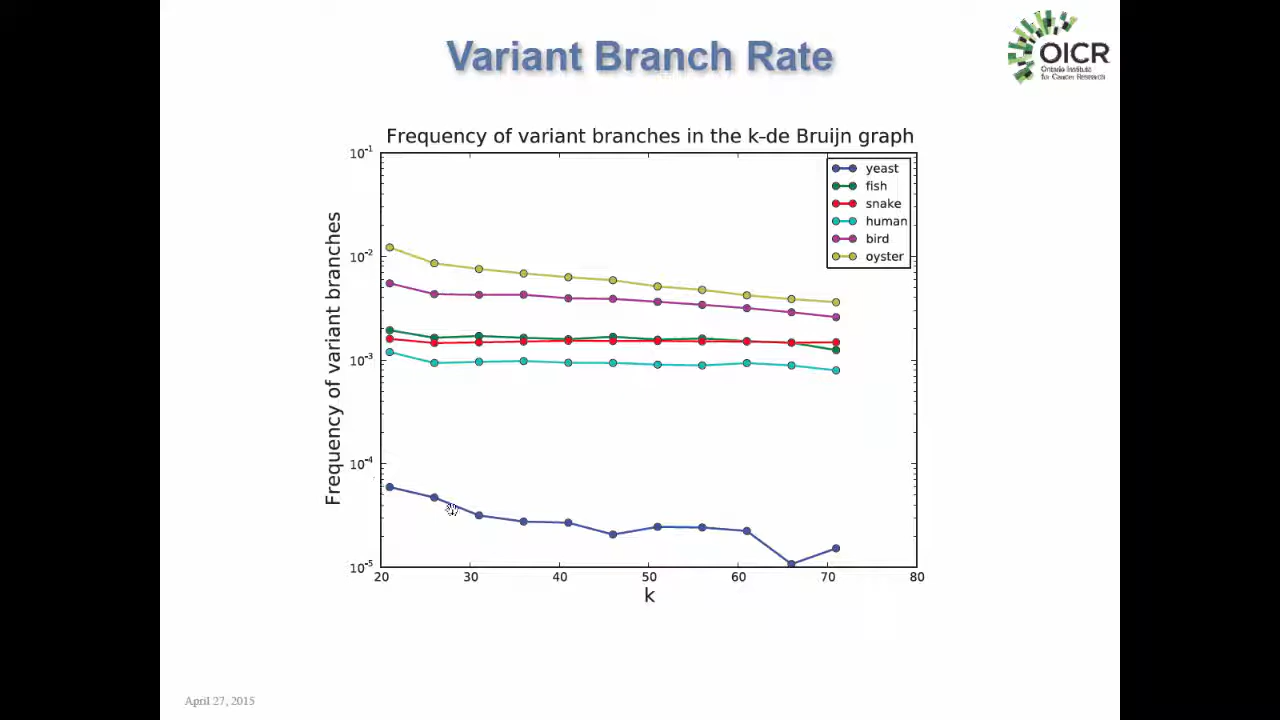 Variant Branch Rate
OICR
Ontario Institute
for Cancer Research
Frequency of variant branches in the k-de Bruijn graph
yeast
fish
snake
human
bird
oyster
Frequency of variant branches
10⁻¹
10⁻²
10⁻³
10⁻⁴
10⁻⁵
20 30 40 50 60 70 80
k
April 27, 2015